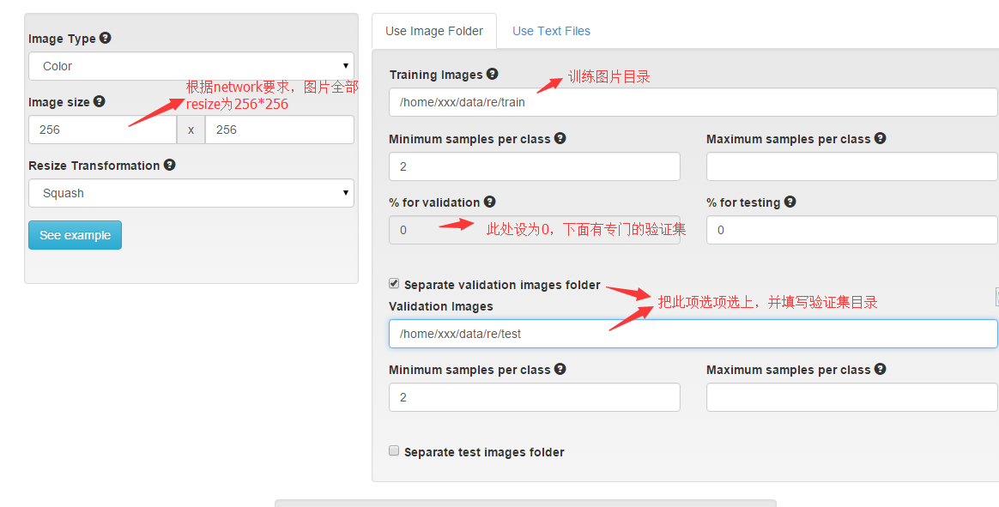 Image Type
Color
根据network要求，图片全部
resize为256*256
Image size
256 x 256
Resize Transformation
Squash
See example
Use Image Folder
Use Text Files
Training Images
训练图片目录
/home/xxx/data/re/train
Minimum samples per class
Maximum samples per class
2
% for validation
% for testing
0
此处设为0，下面有专门的验证集
0
Separate validation images folder
Validation Images
把此项选项选上，并填写验证集目录
/home/xxx/data/re/test
Minimum samples per class
Maximum samples per class
2
Separate test images folder